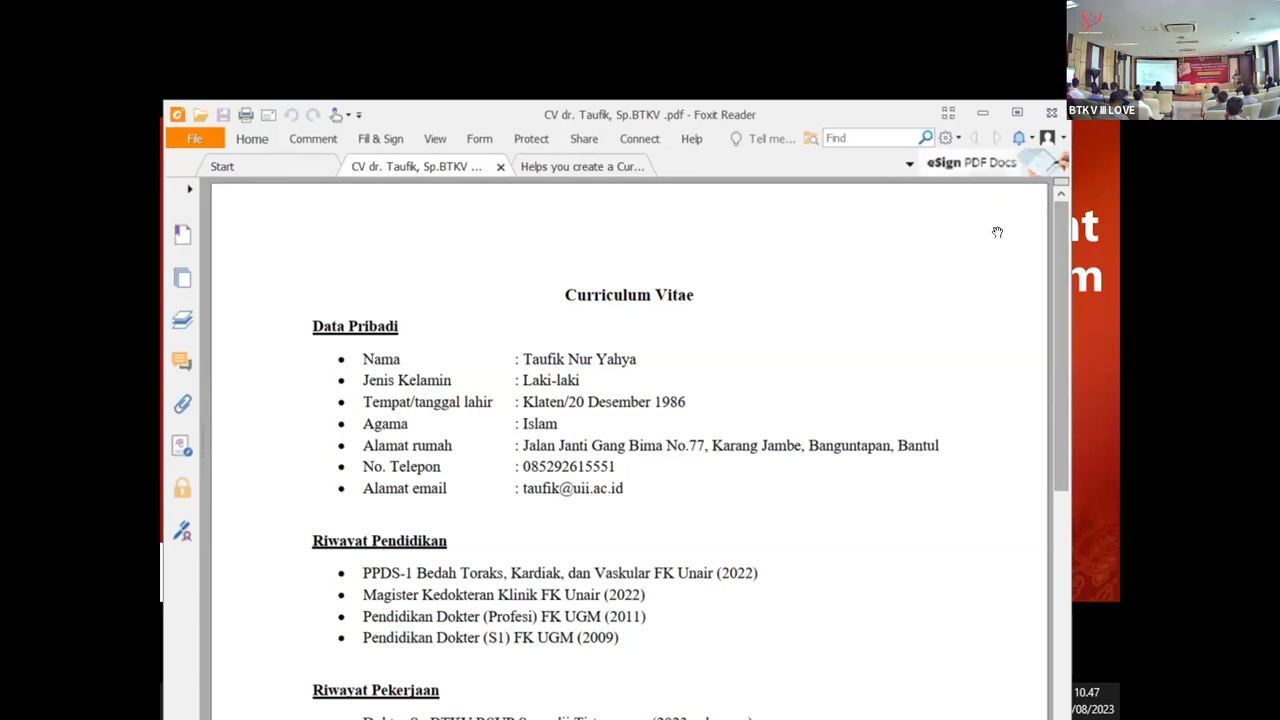 BTKV III LOVE
CV dr. Taufik, Sp.BTKV .pdf - Foxit Reader
File Home Comment Fill & Sign View Form Protect Share Connect Help Tell me... Find
Start CV dr. Taufik, Sp.BTKV ... Helps you create a Cur... eSign PDF Docs
Curriculum Vitae
Data Pribadi
• Nama : Taufik Nur Yahya
• Jenis Kelamin : Laki-laki
• Tempat/tanggal lahir : Klaten/20 Desember 1986
• Agama : Islam
• Alamat rumah : Jalan Janti Gang Bima No.77, Karang Jambe, Banguntapan, Bantul
• No. Telepon : 085292615551
• Alamat email : taufik@uii.ac.id
Riwayat Pendidikan
• PPDS-1 Bedah Toraks, Kardiak, dan Vaskular FK Unair (2022)
• Magister Kedokteran Klinik FK Unair (2022)
• Pendidikan Dokter (Profesi) FK UGM (2011)
• Pendidikan Dokter (S1) FK UGM (2009)
Riwayat Pekerjaan
10.47
/08/2023